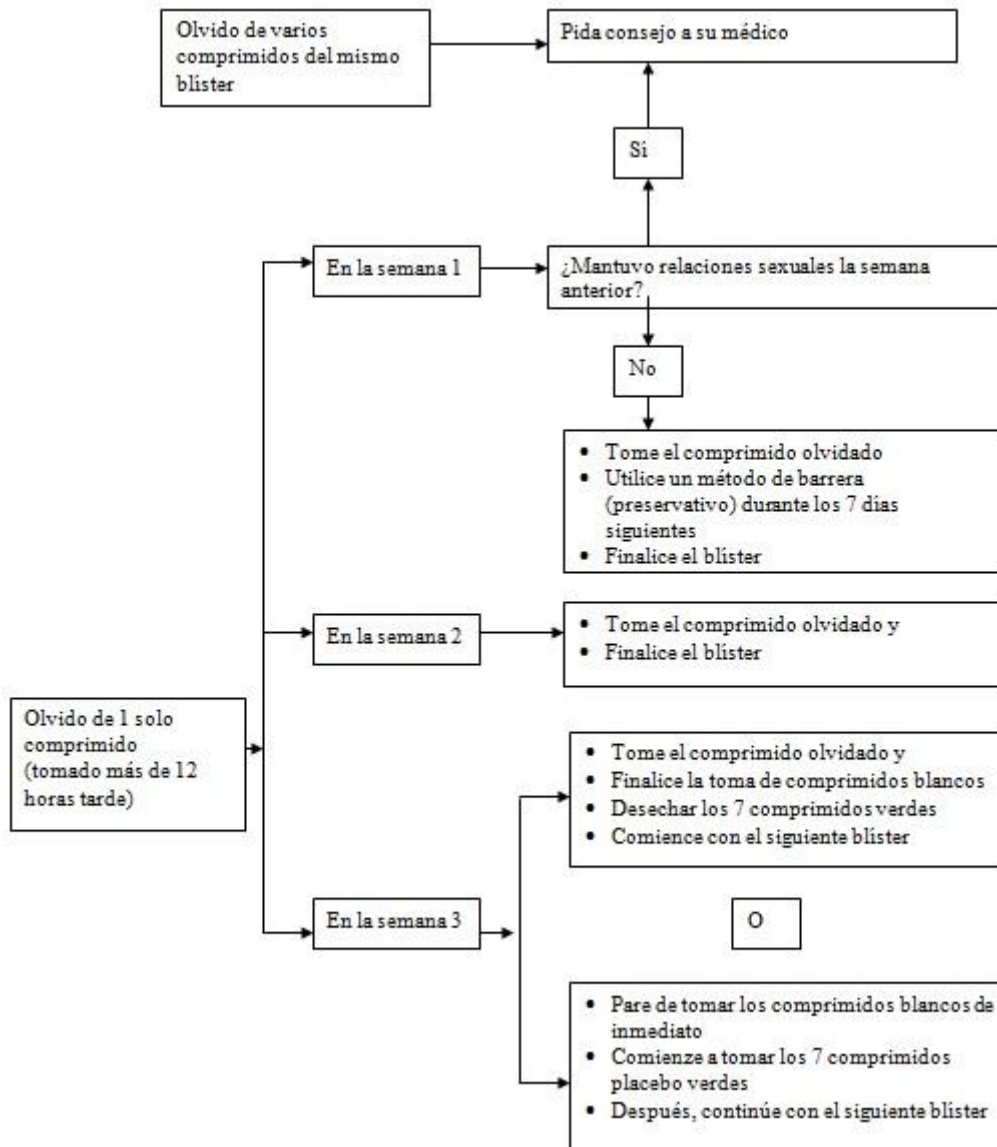 Olvido de varios
comprimidos del mismo
blíster
Pida consejo a su médico
Sí
En la semana 1
¿Mantuvo relaciones sexuales la semana
anterior?
No
• Tome el comprimido olvidado
• Utilice un método de barrera
(preservativo) durante los 7 días
siguientes
• Finalice el blíster
En la semana 2
• Tome el comprimido olvidado y
• Finalice el blíster
Olvido de 1 solo
comprimido
(tomado más de 12
horas tarde)
• Tome el comprimido olvidado y
• Finalice la toma de comprimidos blancos
• Desechar los 7 comprimidos verdes
• Comience con el siguiente blíster
En la semana 3
O
• Pare de tomar los comprimidos blancos de
inmediato
• Comienze a tomar los 7 comprimidos
placebo verdes
• Después, continúe con el siguiente blíster